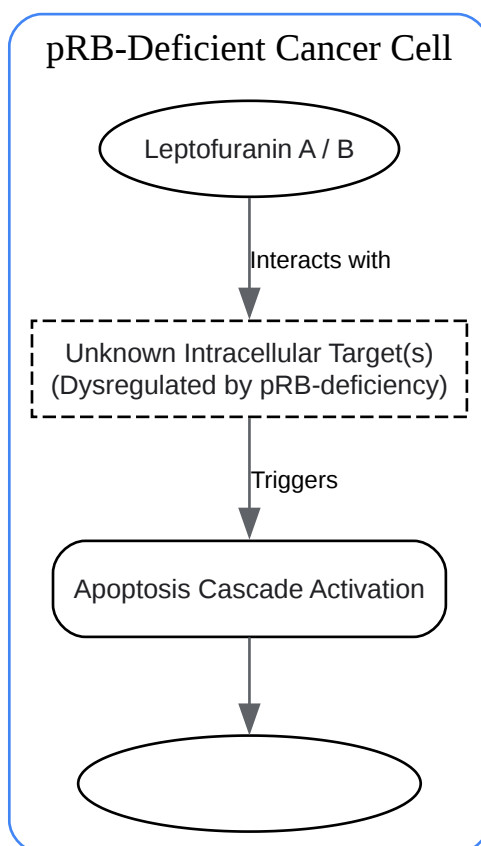 pRB-Deficient Cancer Cell
Leptofuranin A / B
Interacts with
Unknown Intracellular Target(s)
(Dysregulated by pRB-deficiency)
Triggers
Apoptosis Cascade Activation